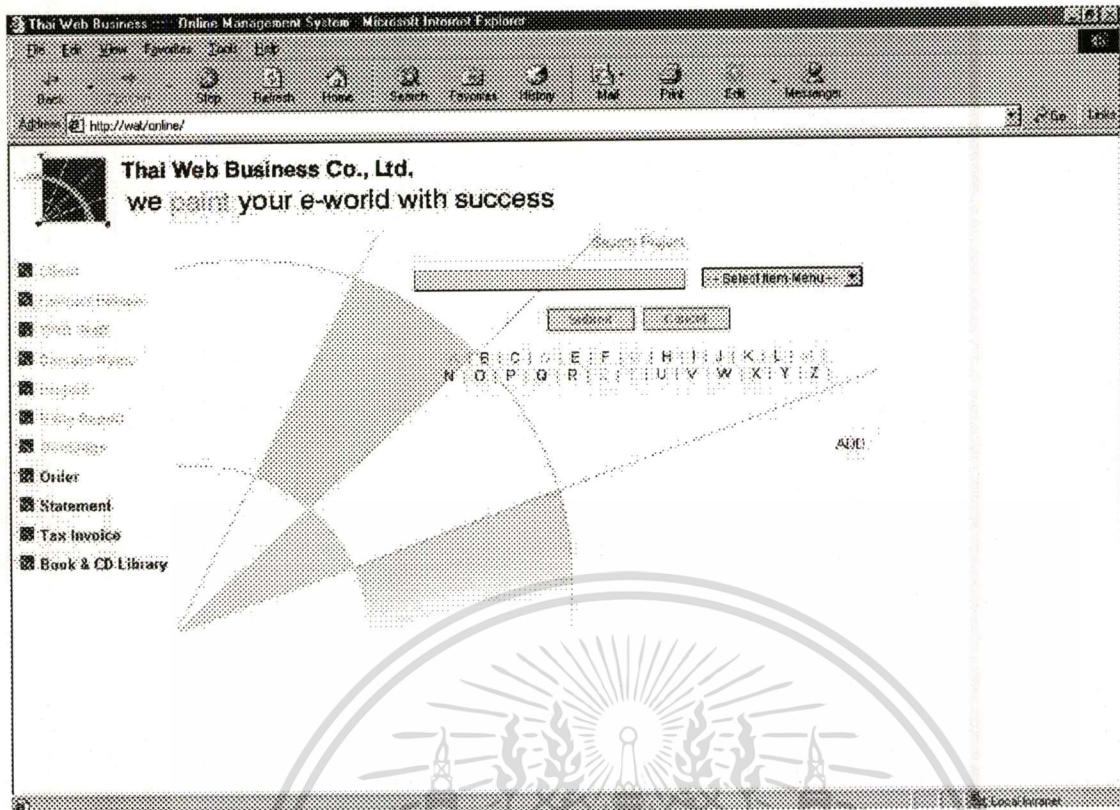 Thai Web Business ::::: Online Management System - Microsoft Internet Explorer
File Edit View Favorites Tools Help
Back Stop Refresh Home Search Favorites History Mail Print Edit Messenger
Address http://wat/online/ Go Links
Thai Web Business Co., Ltd.
we paint your e-world with success
Search Project
-- Select Item Menu --
Submit Cancel
B C E F H I J K L
N O P Q R U V W X Y Z
ADD
Client
Domain Name
Order
Statement
Tax Invoice
Book & CD Library
Local intranet